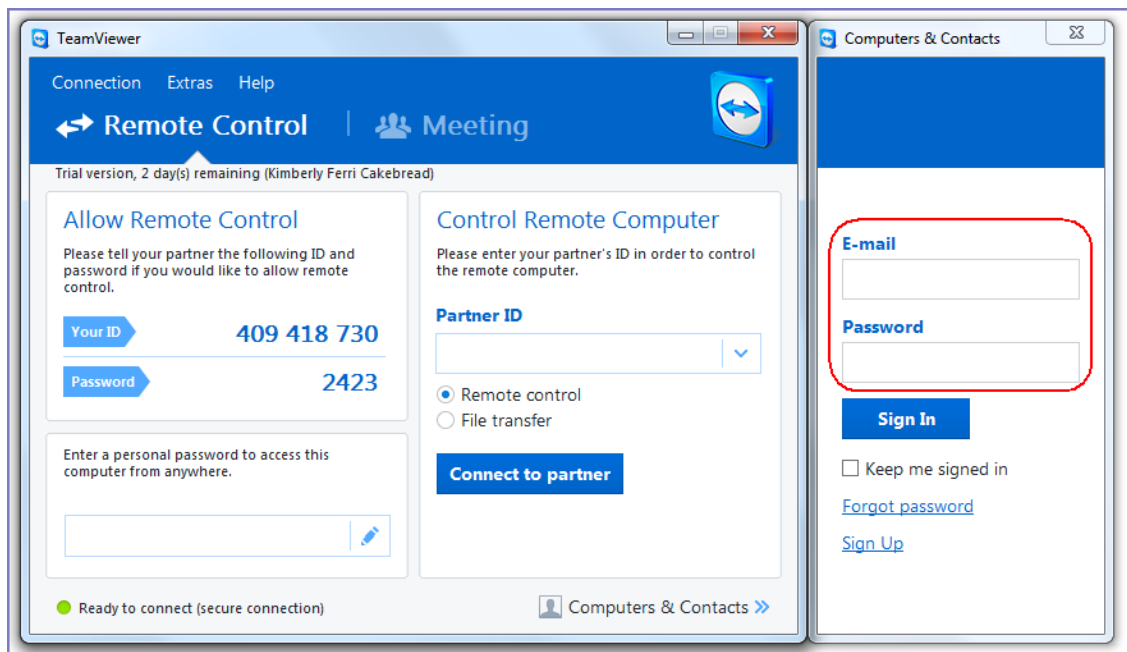 TeamViewer
Connection Extras Help
Remote Control Meeting
Trial version, 2 day(s) remaining (Kimberly Ferri Cakebread)
Allow Remote Control
Please tell your partner the following ID and
password if you would like to allow remote
control.
Your ID 409 418 730
Password 2423
Enter a personal password to access this
computer from anywhere.
Control Remote Computer
Please enter your partner's ID in order to control
the remote computer.
Partner ID
Remote control
File transfer
Connect to partner
Ready to connect (secure connection)
Computers & Contacts
Computers & Contacts
E-mail
Password
Sign In
Keep me signed in
Forgot password
Sign Up